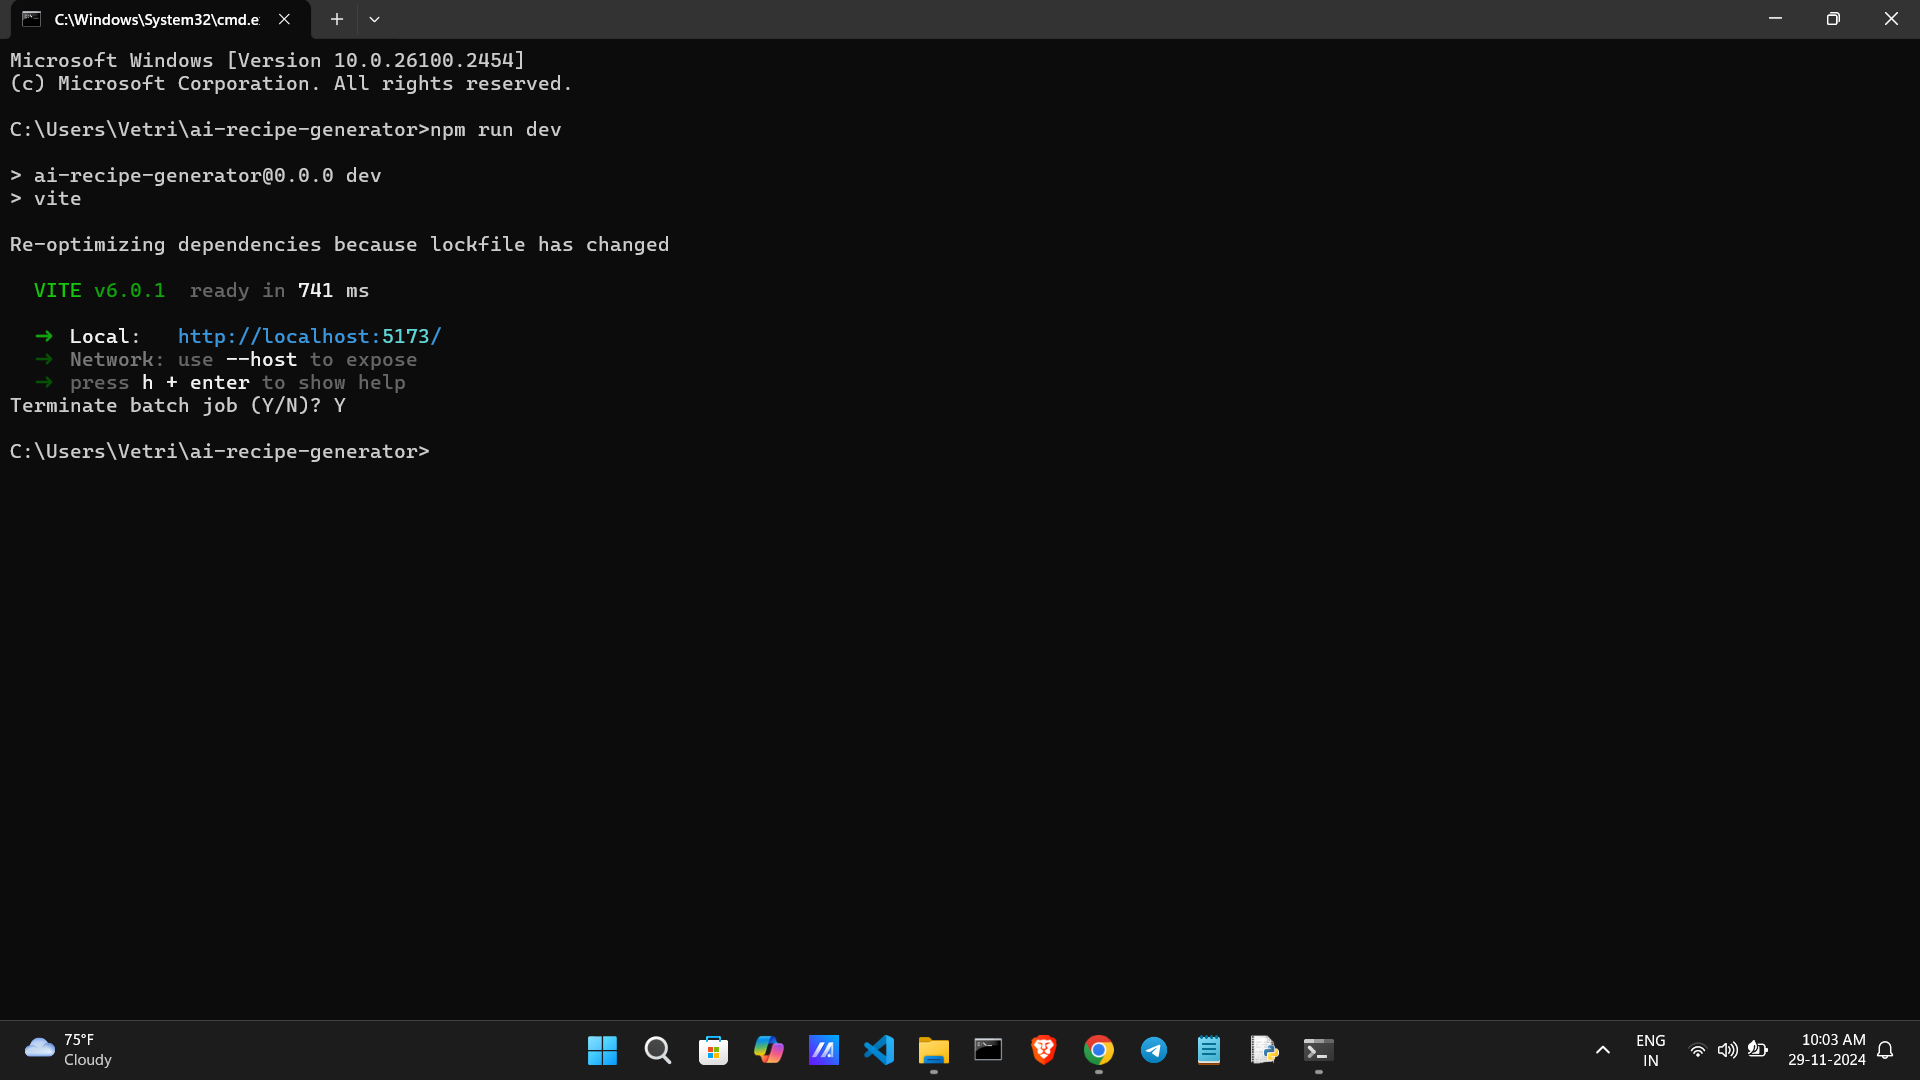 C:\Windows\System32\cmd.e
Microsoft Windows [Version 10.0.26100.2454]
(c) Microsoft Corporation. All rights reserved.
C:\Users\Vetri\ai-recipe-generator>npm run dev
> ai-recipe-generator@0.0.0 dev
> vite
Re-optimizing dependencies because lockfile has changed
VITE v6.0.1  ready in 741 ms
➜  Local:   http://localhost:5173/
➜  Network: use --host to expose
➜  press h + enter to show help
Terminate batch job (Y/N)? Y
C:\Users\Vetri\ai-recipe-generator>
75°F
Cloudy
ENG
IN
10:03 AM
29-11-2024